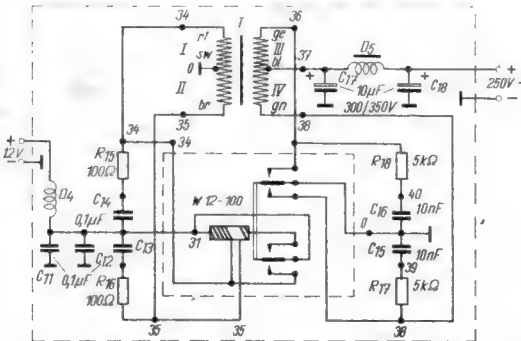 34 T 36
rt ge
I sw III 37 D5
0 bl
II IV C17 10µF C18 250V
br gn 300/350V
35 38
34 34
12V R15 100Ω R18 5kΩ
W 12-100
D4 C14 40
0,1µF C16 10nF
31 0
C13 C15 10nF
C11 C12 39
0,1µF R16 100Ω R17 5kΩ
35 35 38